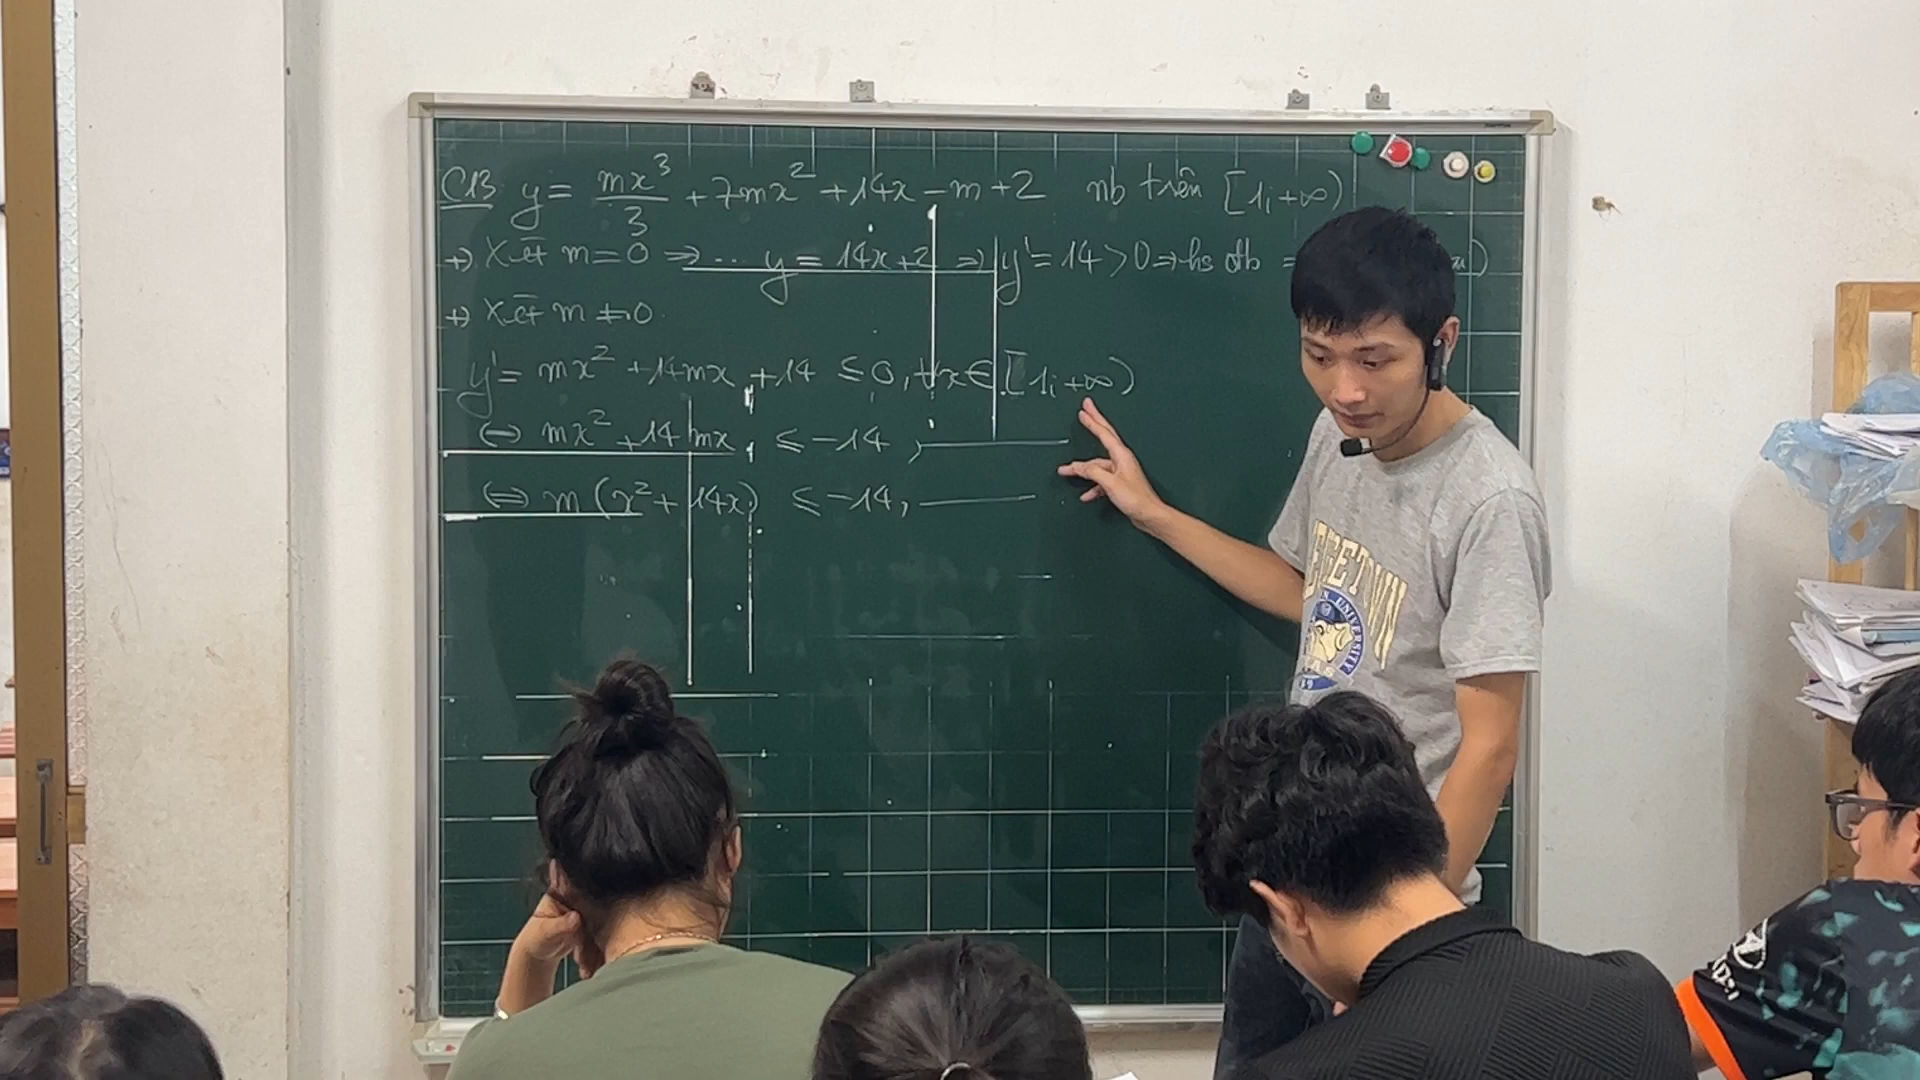 C13 y = mx³/3 + 7mx² + 14x - m + 2 nb trên [1; +∞)
+) Xét m = 0 => ... y = 14x + 2 => y' = 14 > 0 => hs đb =
+) Xét m ≠ 0
y' = mx² + 14mx + 14 ≤ 0, ∀x ∈ [1; +∞)
<=> mx² + 14mx ≤ -14,
<=> m(x² + 14x) ≤ -14,
UNIVERSITY